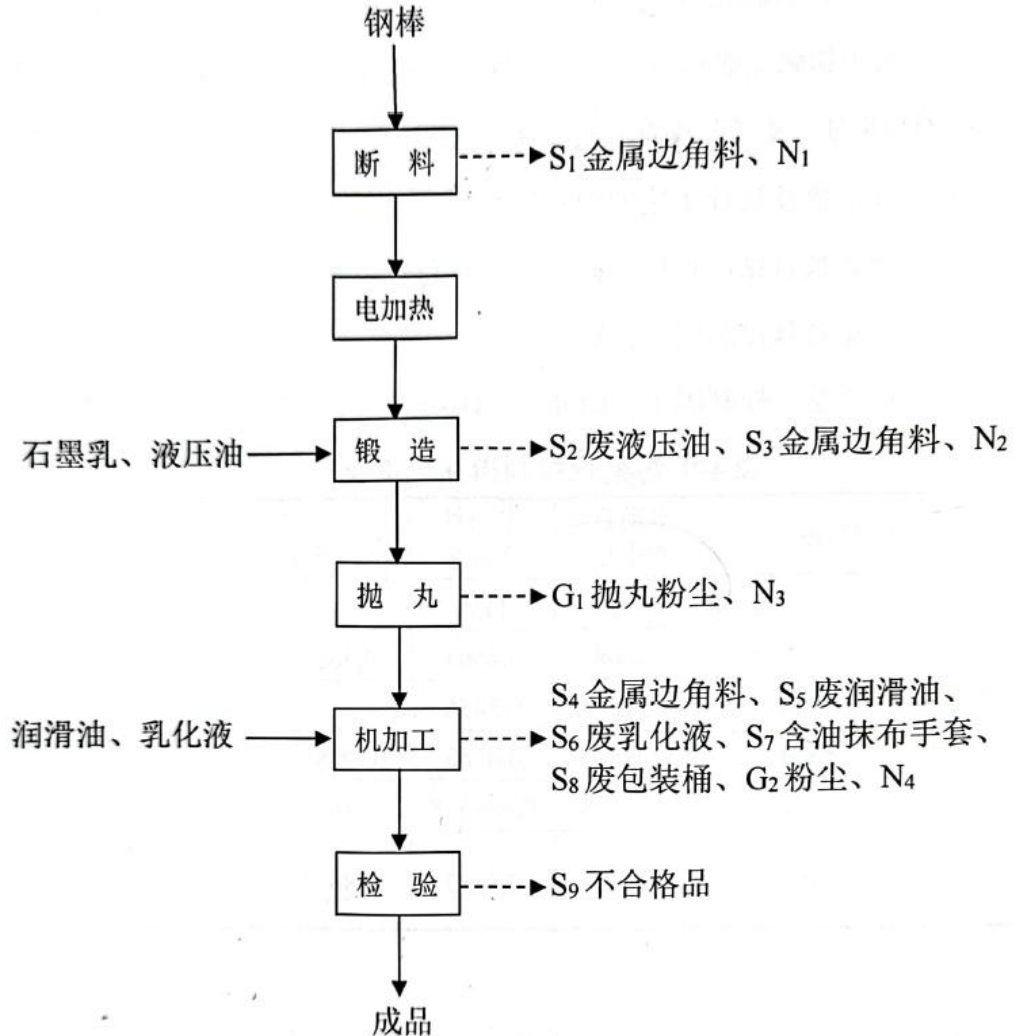 钢棒
断 料
S₁金属边角料、N₁
电加热
石墨乳、液压油
锻 造
S₂废液压油、S₃金属边角料、N₂
抛 丸
G₁抛丸粉尘、N₃
润滑油、乳化液
机加工
S₄金属边角料、S₅废润滑油、
S₆废乳化液、S₇含油抹布手套、
S₈废包装桶、G₂粉尘、N₄
检 验
S₉不合格品
成品